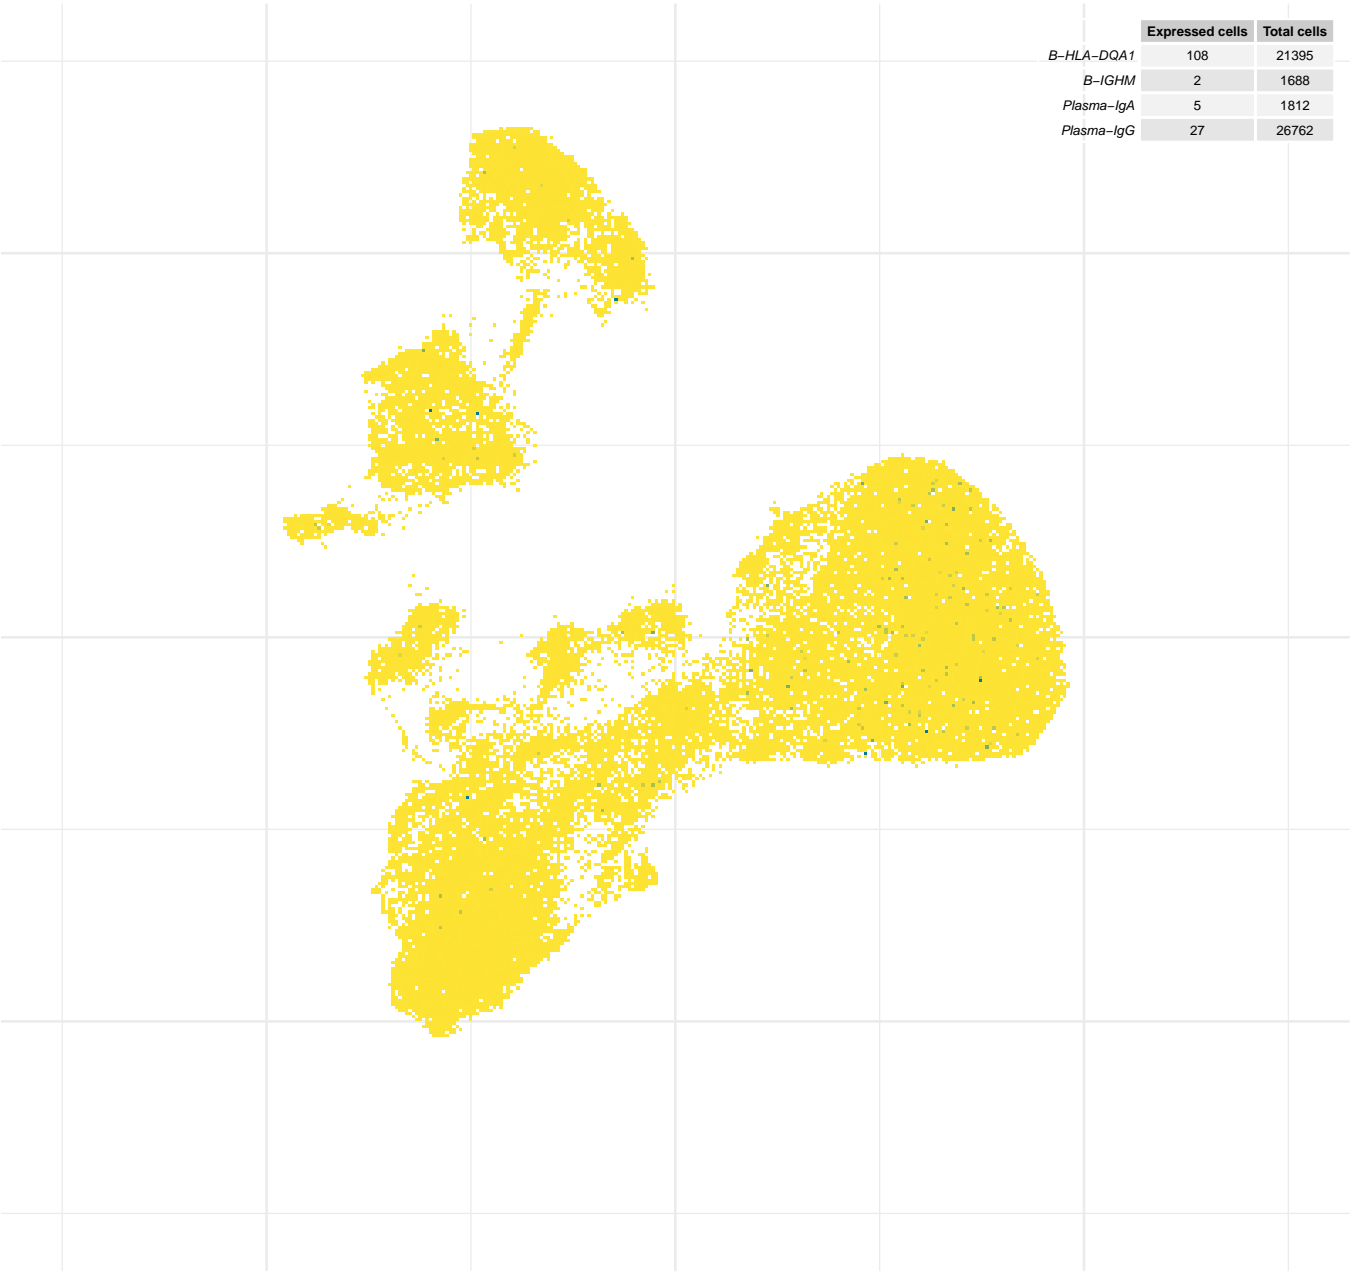 Expressed cells Total cells
B−HLA−DQA1 108 21395
B−IGHM 2 1688
Plasma−IgA 5 1812
Plasma−IgG 27 26762